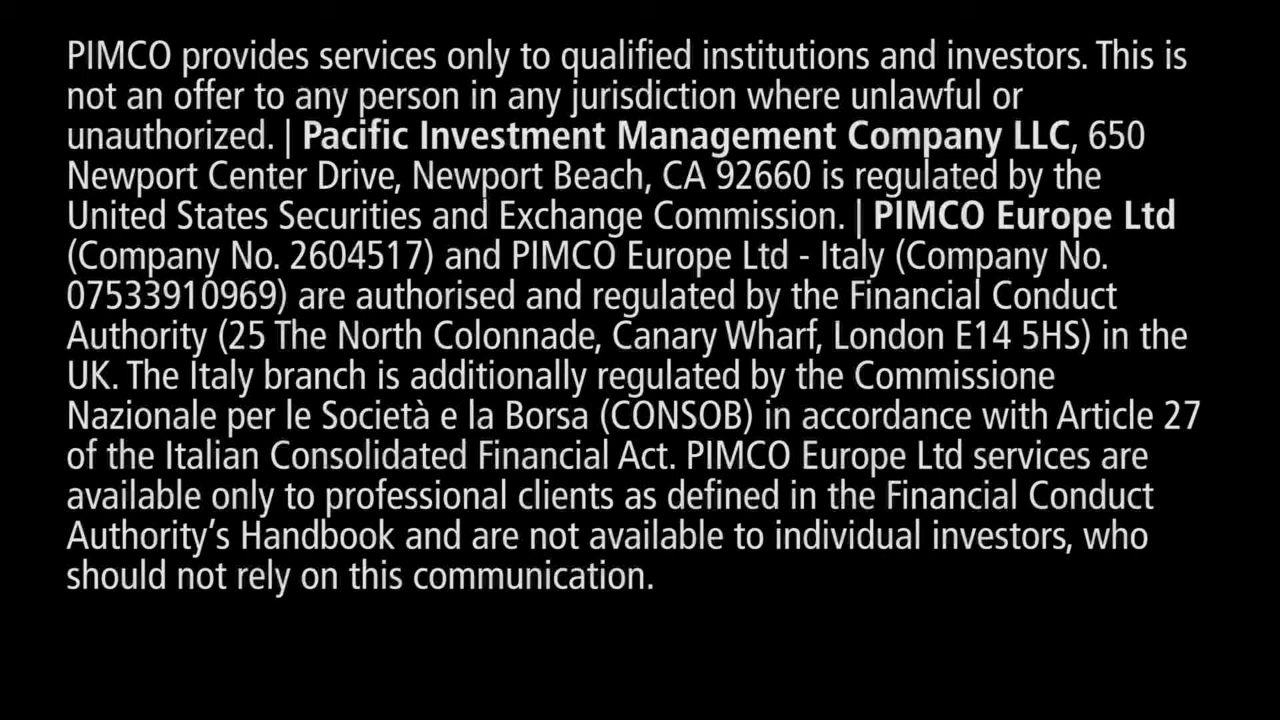 PIMCO provides services only to qualified institutions and investors. This is
not an offer to any person in any jurisdiction where unlawful or
unauthorized. | Pacific Investment Management Company LLC, 650
Newport Center Drive, Newport Beach, CA 92660 is regulated by the
United States Securities and Exchange Commission. | PIMCO Europe Ltd
(Company No. 2604517) and PIMCO Europe Ltd - Italy (Company No.
07533910969) are authorised and regulated by the Financial Conduct
Authority (25 The North Colonnade, Canary Wharf, London E14 5HS) in the
UK. The Italy branch is additionally regulated by the Commissione
Nazionale per le Società e la Borsa (CONSOB) in accordance with Article 27
of the Italian Consolidated Financial Act. PIMCO Europe Ltd services are
available only to professional clients as defined in the Financial Conduct
Authority’s Handbook and are not available to individual investors, who
should not rely on this communication.